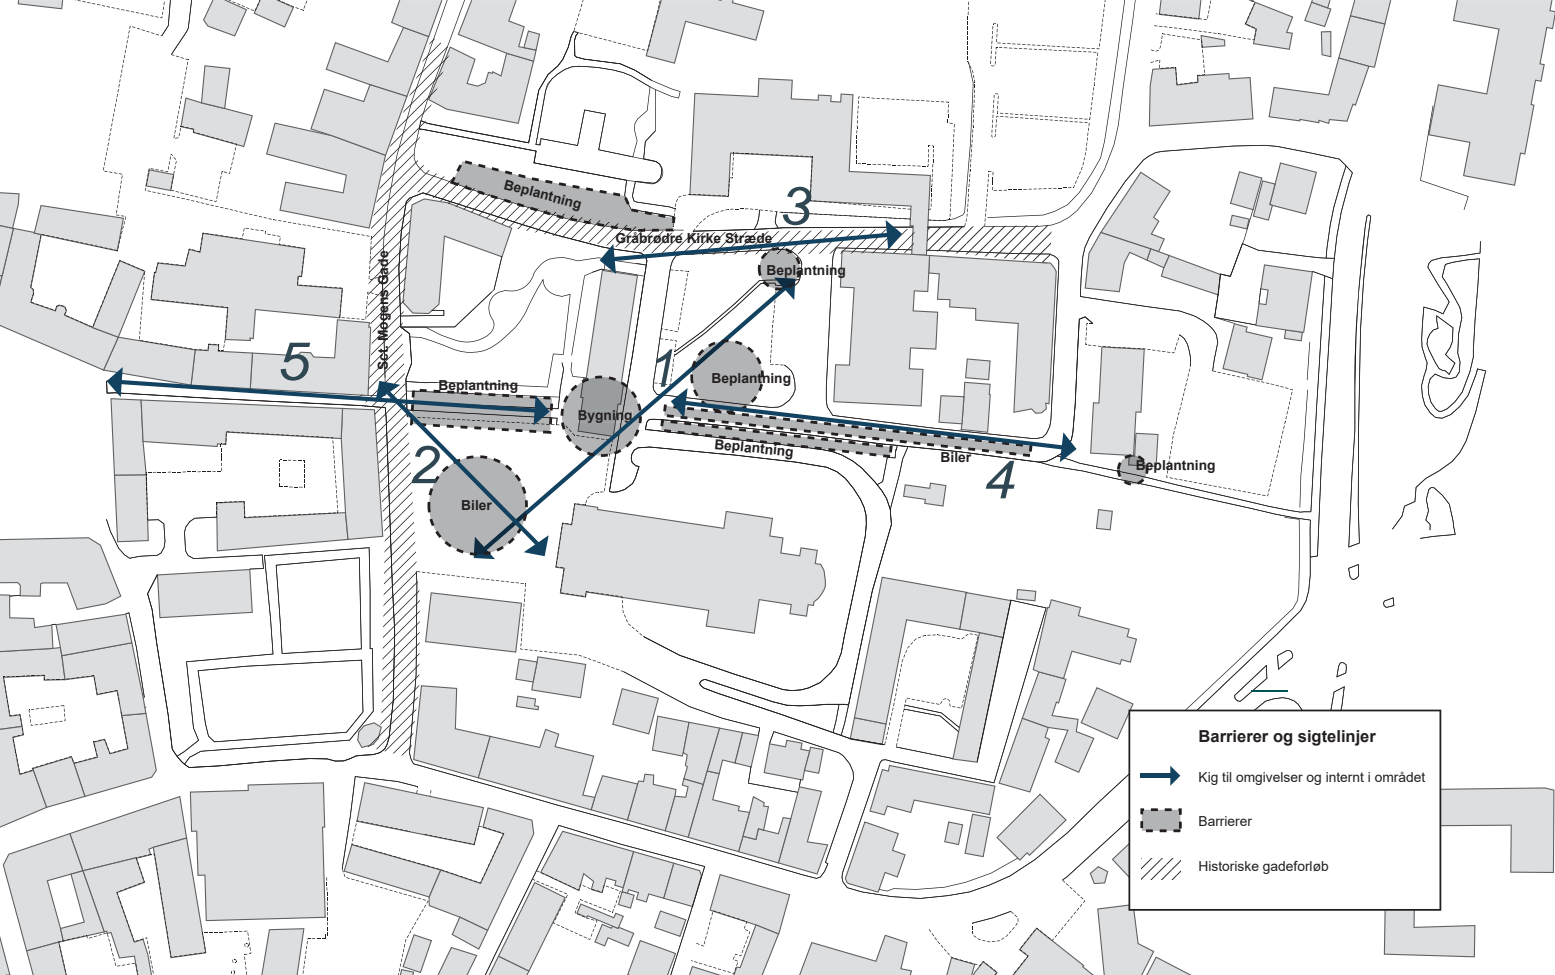 Beplantning
3
Gråbrødre Kirke Stræde
Beplantning
Sct. Mogens Gade
5
1
Beplantning
Beplantning
Bygning
2
Beplantning
Biler
4
Beplantning
Biler
Barrierer og sigtelinjer
Kig til omgivelser og internt i området
Barrierer
Historiske gadeforløb